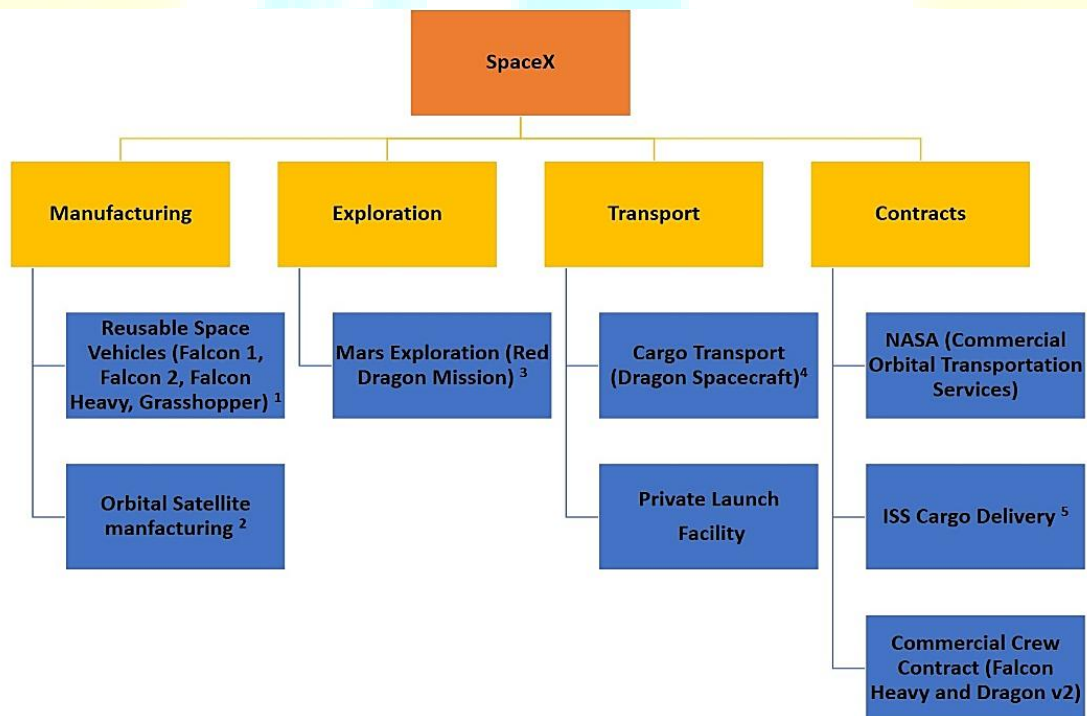 SpaceX
Manufacturing
Exploration
Transport
Contracts
Reusable Space
Vehicles (Falcon 1,
Falcon 2, Falcon
Heavy, Grasshopper) ¹
Mars Exploration (Red
Dragon Mission) ³
Cargo Transport
(Dragon Spacecraft)⁴
NASA (Commercial
Orbital Transportation
Services)
Orbital Satellite
manfacturing ²
Private Launch
Facility
ISS Cargo Delivery ⁵
Commercial Crew
Contract (Falcon
Heavy and Dragon v2)